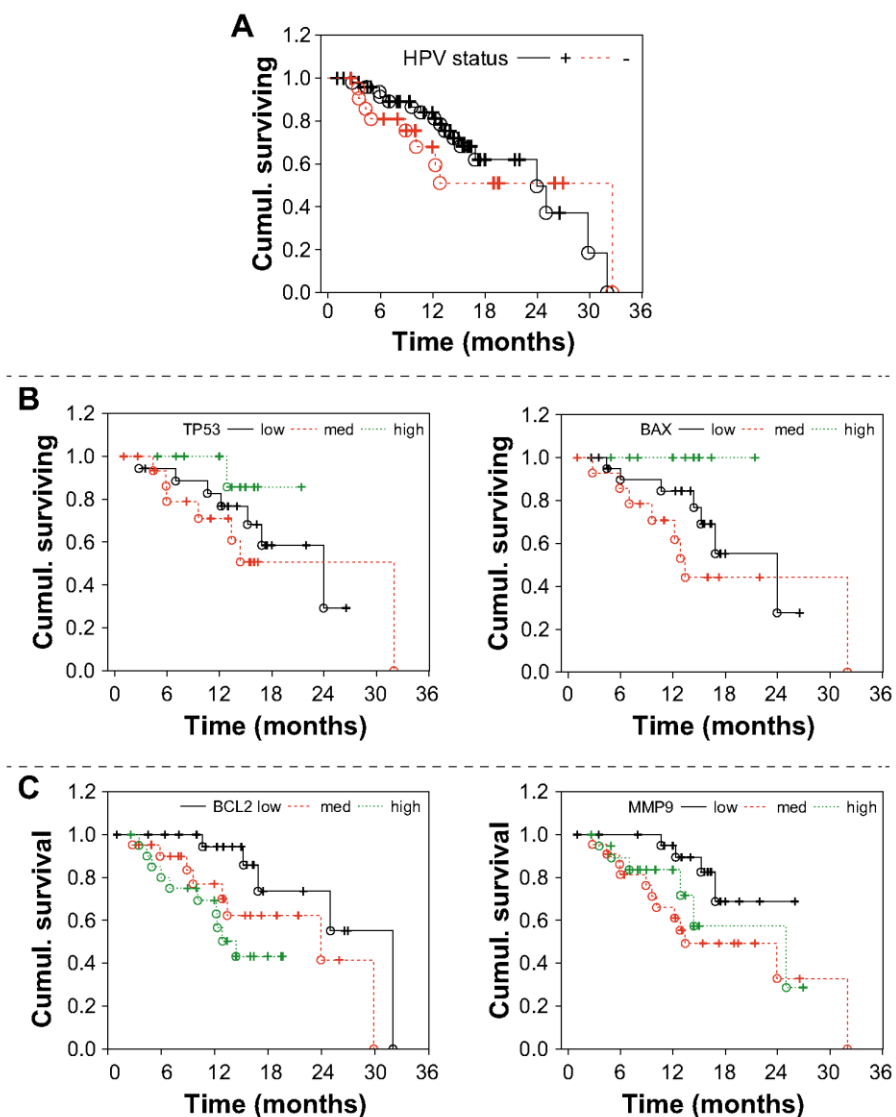 A
HPV status + -
Cumul. surviving
1.2
1.0
0.8
0.6
0.4
0.2
0.0
0 6 12 18 24 30 36
Time (months)
B
TP53 low med high
Cumul. surviving
1.2
1.0
0.8
0.6
0.4
0.2
0.0
0 6 12 18 24 30 36
Time (months)
BAX low med high
Cumul. surviving
1.2
1.0
0.8
0.6
0.4
0.2
0.0
0 6 12 18 24 30 36
Time (months)
C
BCL2 low med high
Cumul. survival
1.2
1.0
0.8
0.6
0.4
0.2
0.0
0 6 12 18 24 30 36
Time (months)
MMP9 low med high
Cumul. survival
1.2
1.0
0.8
0.6
0.4
0.2
0.0
0 6 12 18 24 30 36
Time (months)